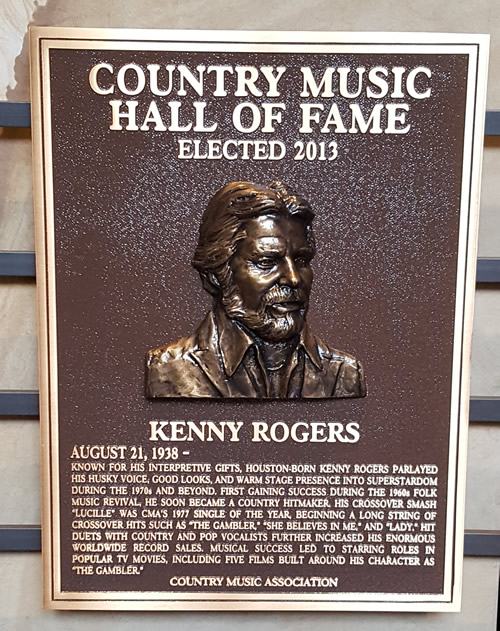 COUNTRY MUSIC
HALL OF FAME
ELECTED 2013
KENNY ROGERS
AUGUST 21, 1938 -
KNOWN FOR HIS INTERPRETIVE GIFTS, HOUSTON-BORN KENNY ROGERS PARLAYED
HIS HUSKY VOICE, GOOD LOOKS, AND WARM STAGE PRESENCE INTO SUPERSTARDOM
DURING THE 1970s AND BEYOND. FIRST GAINING SUCCESS DURING THE 1960s FOLK
MUSIC REVIVAL, HE SOON BECAME A COUNTRY HITMAKER. HIS CROSSOVER SMASH
"LUCILLE" WAS CMA'S 1977 SINGLE OF THE YEAR, BEGINNING A LONG STRING OF
CROSSOVER HITS SUCH AS "THE GAMBLER," "SHE BELIEVES IN ME," AND "LADY." HIT
DUETS WITH COUNTRY AND POP VOCALISTS FURTHER INCREASED HIS ENORMOUS
WORLDWIDE RECORD SALES. MUSICAL SUCCESS LED TO STARRING ROLES IN
POPULAR TV MOVIES, INCLUDING FIVE FILMS BUILT AROUND HIS CHARACTER AS
"THE GAMBLER."
COUNTRY MUSIC ASSOCIATION